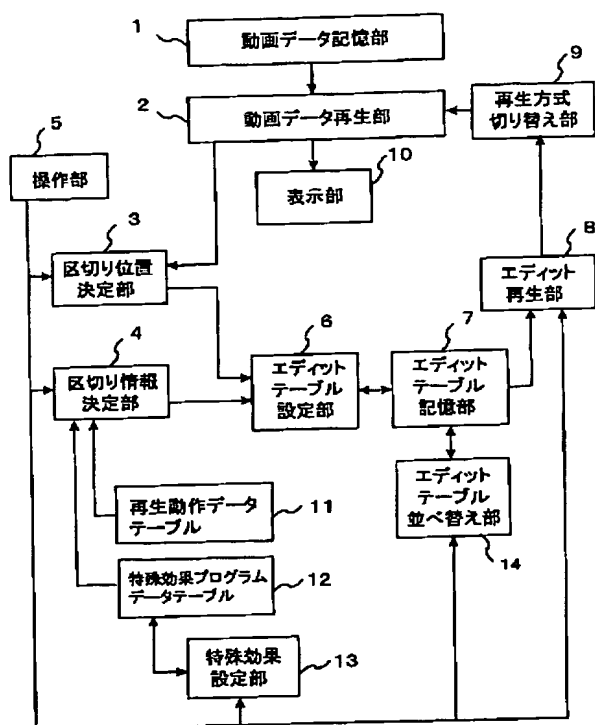 1
動画データ記憶部
2
動画データ再生部
9
再生方式
切り替え部
5
操作部
10
表示部
3
区切り位置
決定部
8
エディット
再生部
4
区切り情報
決定部
6
エディット
テーブル
設定部
7
エディット
テーブル
記憶部
再生動作データ
テーブル
11
エディット
テーブル
並べ替え部
14
特殊効果プログラム
データテーブル
12
特殊効果
設定部
13